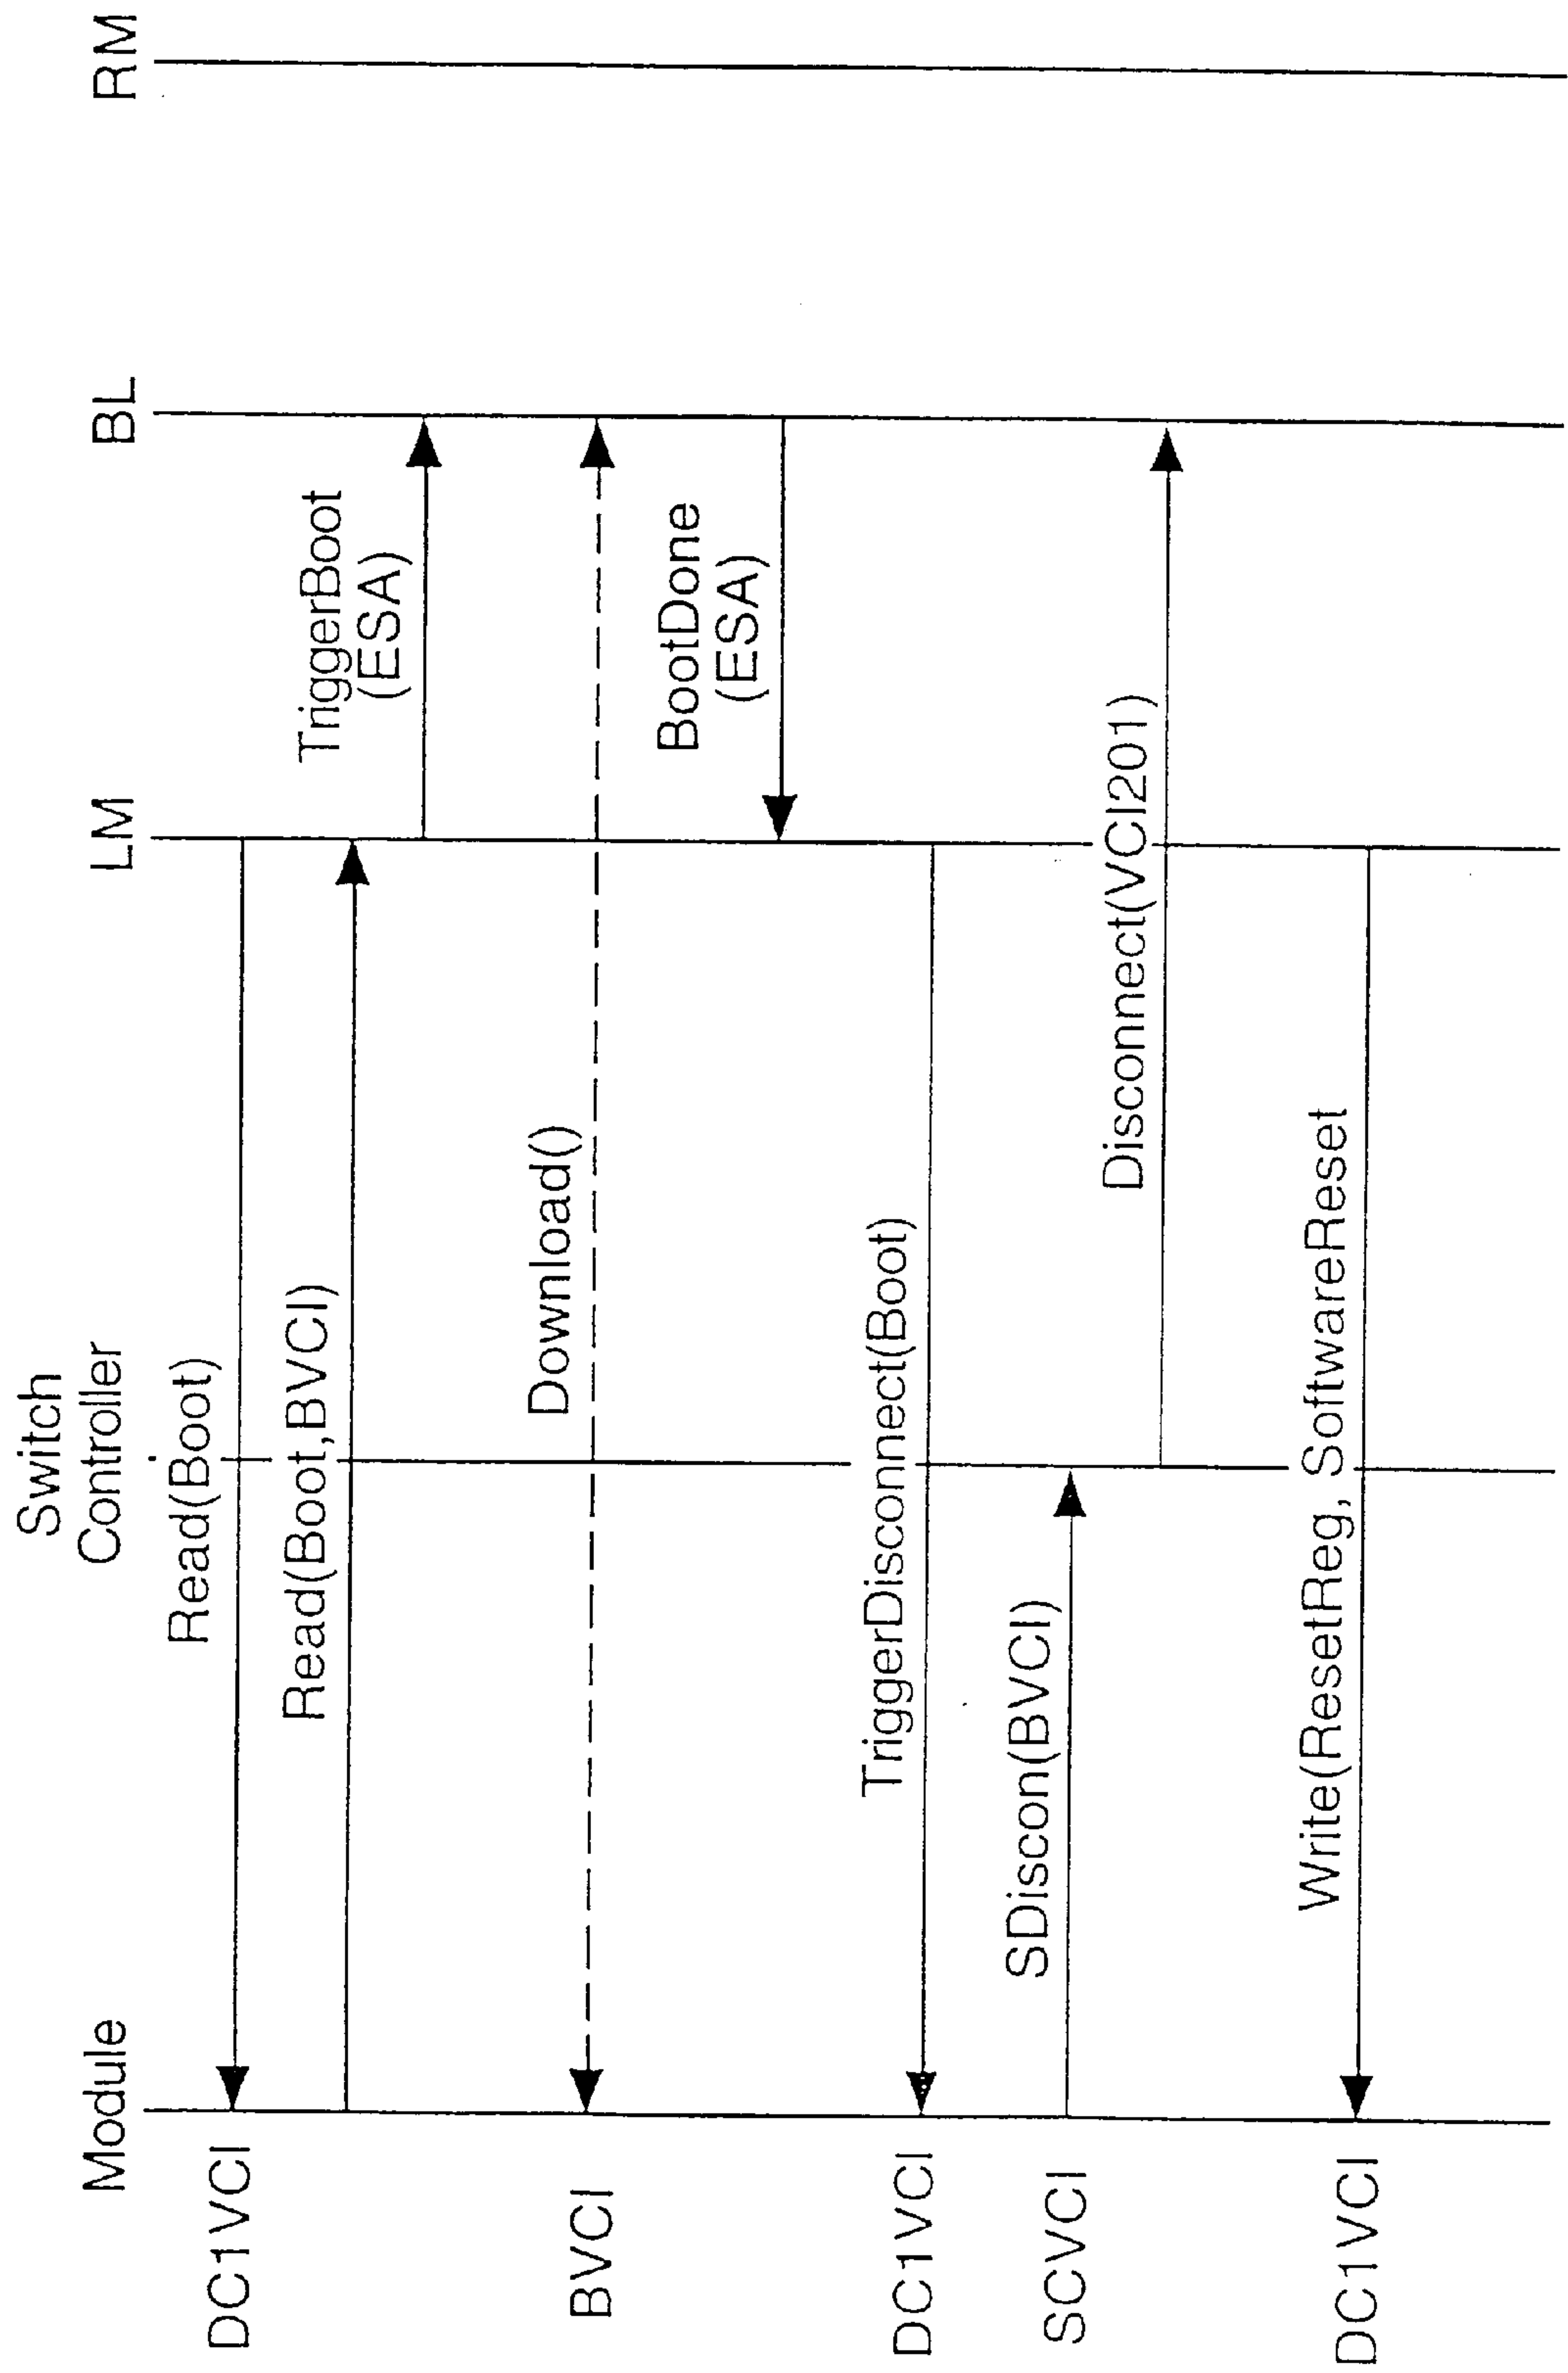 Module
Switch
Controller
LM
BL
RM
DC1VCI
Read(Boot)
Read(Boot,BVCI)
TriggerBoot
(ESA)
BVCI
Download()
BootDone
(ESA)
DC1VCI
TriggerDisconnect(Boot)
SCVCI
SDiscon(BVCI)
Disconnect(VCI201)
DC1VCI
Write(ResetReg, SoftwareReset